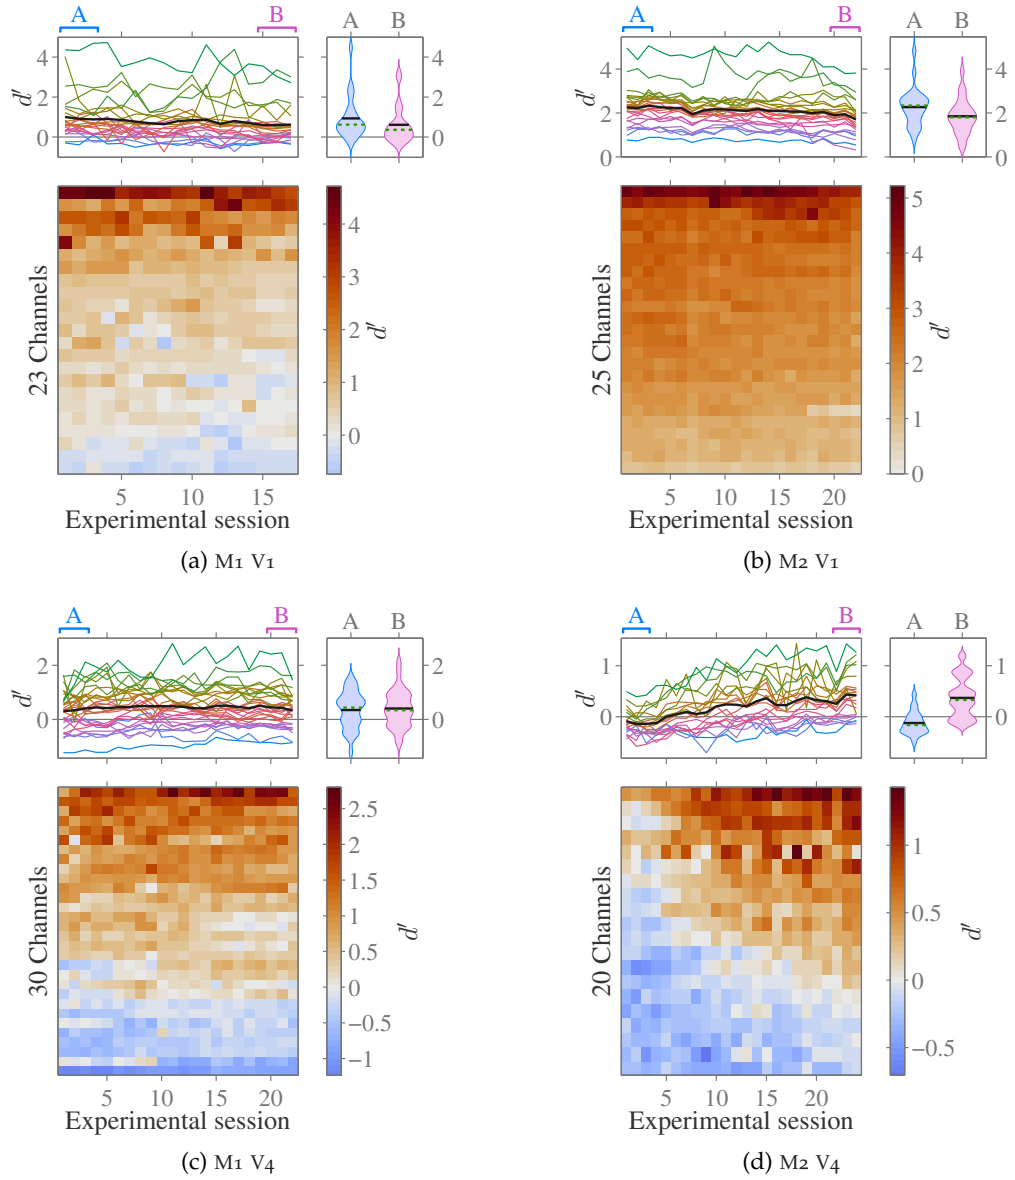 A B A B
4 4
2 2
0 0
d′
4
3
2
1
0
d′
23 Channels
5 10 15
Experimental session
(a) M1 V1
A B A B
4 4
2 2
0 0
d′
5
4
3
2
1
0
d′
25 Channels
5 10 15 20
Experimental session
(b) M2 V1
A B A B
2 2
0 0
d′
2.5
2
1.5
1
0.5
0
−0.5
−1
d′
30 Channels
5 10 15 20
Experimental session
(c) M1 V4
A B A B
1 1
0 0
d′
1
0.5
0
−0.5
d′
20 Channels
5 10 15 20
Experimental session
(d) M2 V4